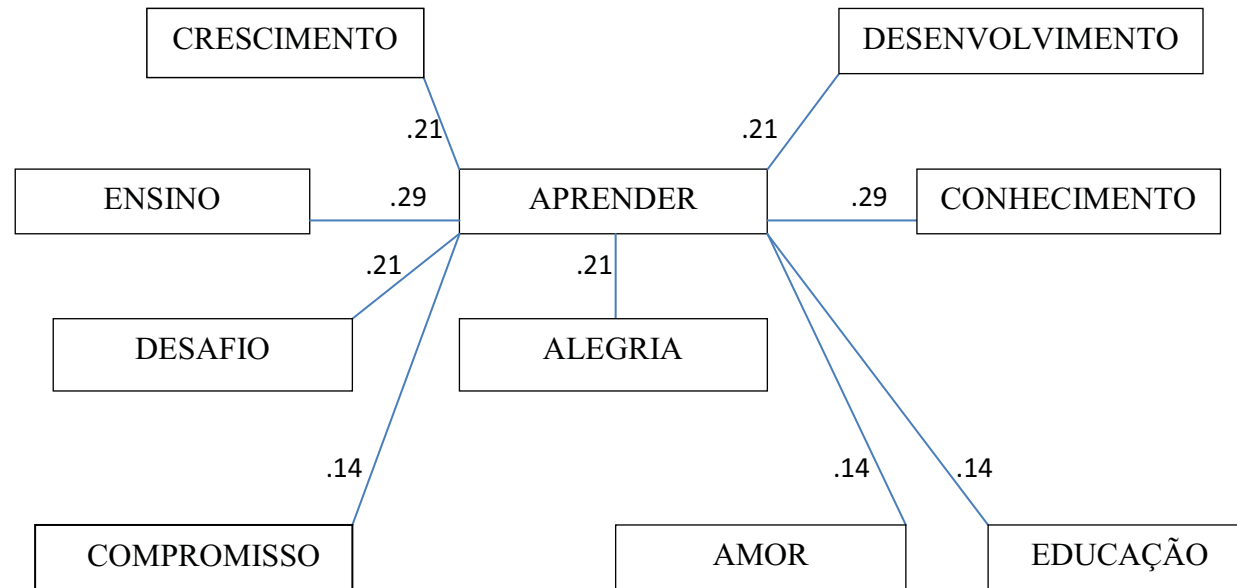 CRESCIMENTO
DESENVOLVIMENTO
.21
.21
ENSINO
.29
APRENDER
.29
CONHECIMENTO
.21
.21
DESAFIO
ALEGRIA
.14
.14
.14
COMPROMISSO
AMOR
EDUCAÇÃO